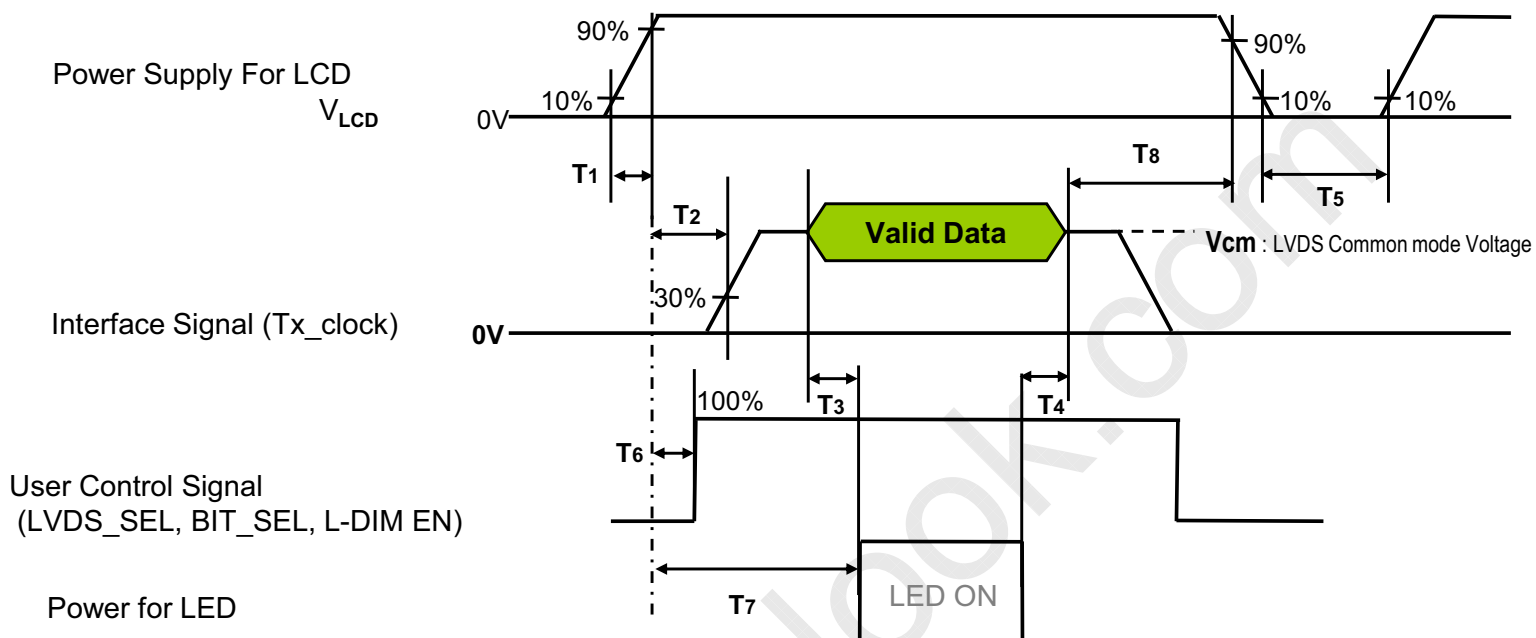 90%
90%
Power Supply For LCD
VLCD
10%
10%
10%
0V
T1
T8
T5
T2
Valid Data
Vcm : LVDS Common mode Voltage
30%
Interface Signal (Tx_clock)
0V
100%
T3
T4
T6
User Control Signal
(LVDS_SEL, BIT_SEL, L-DIM EN)
LED ON
T7
Power for LED
look.com